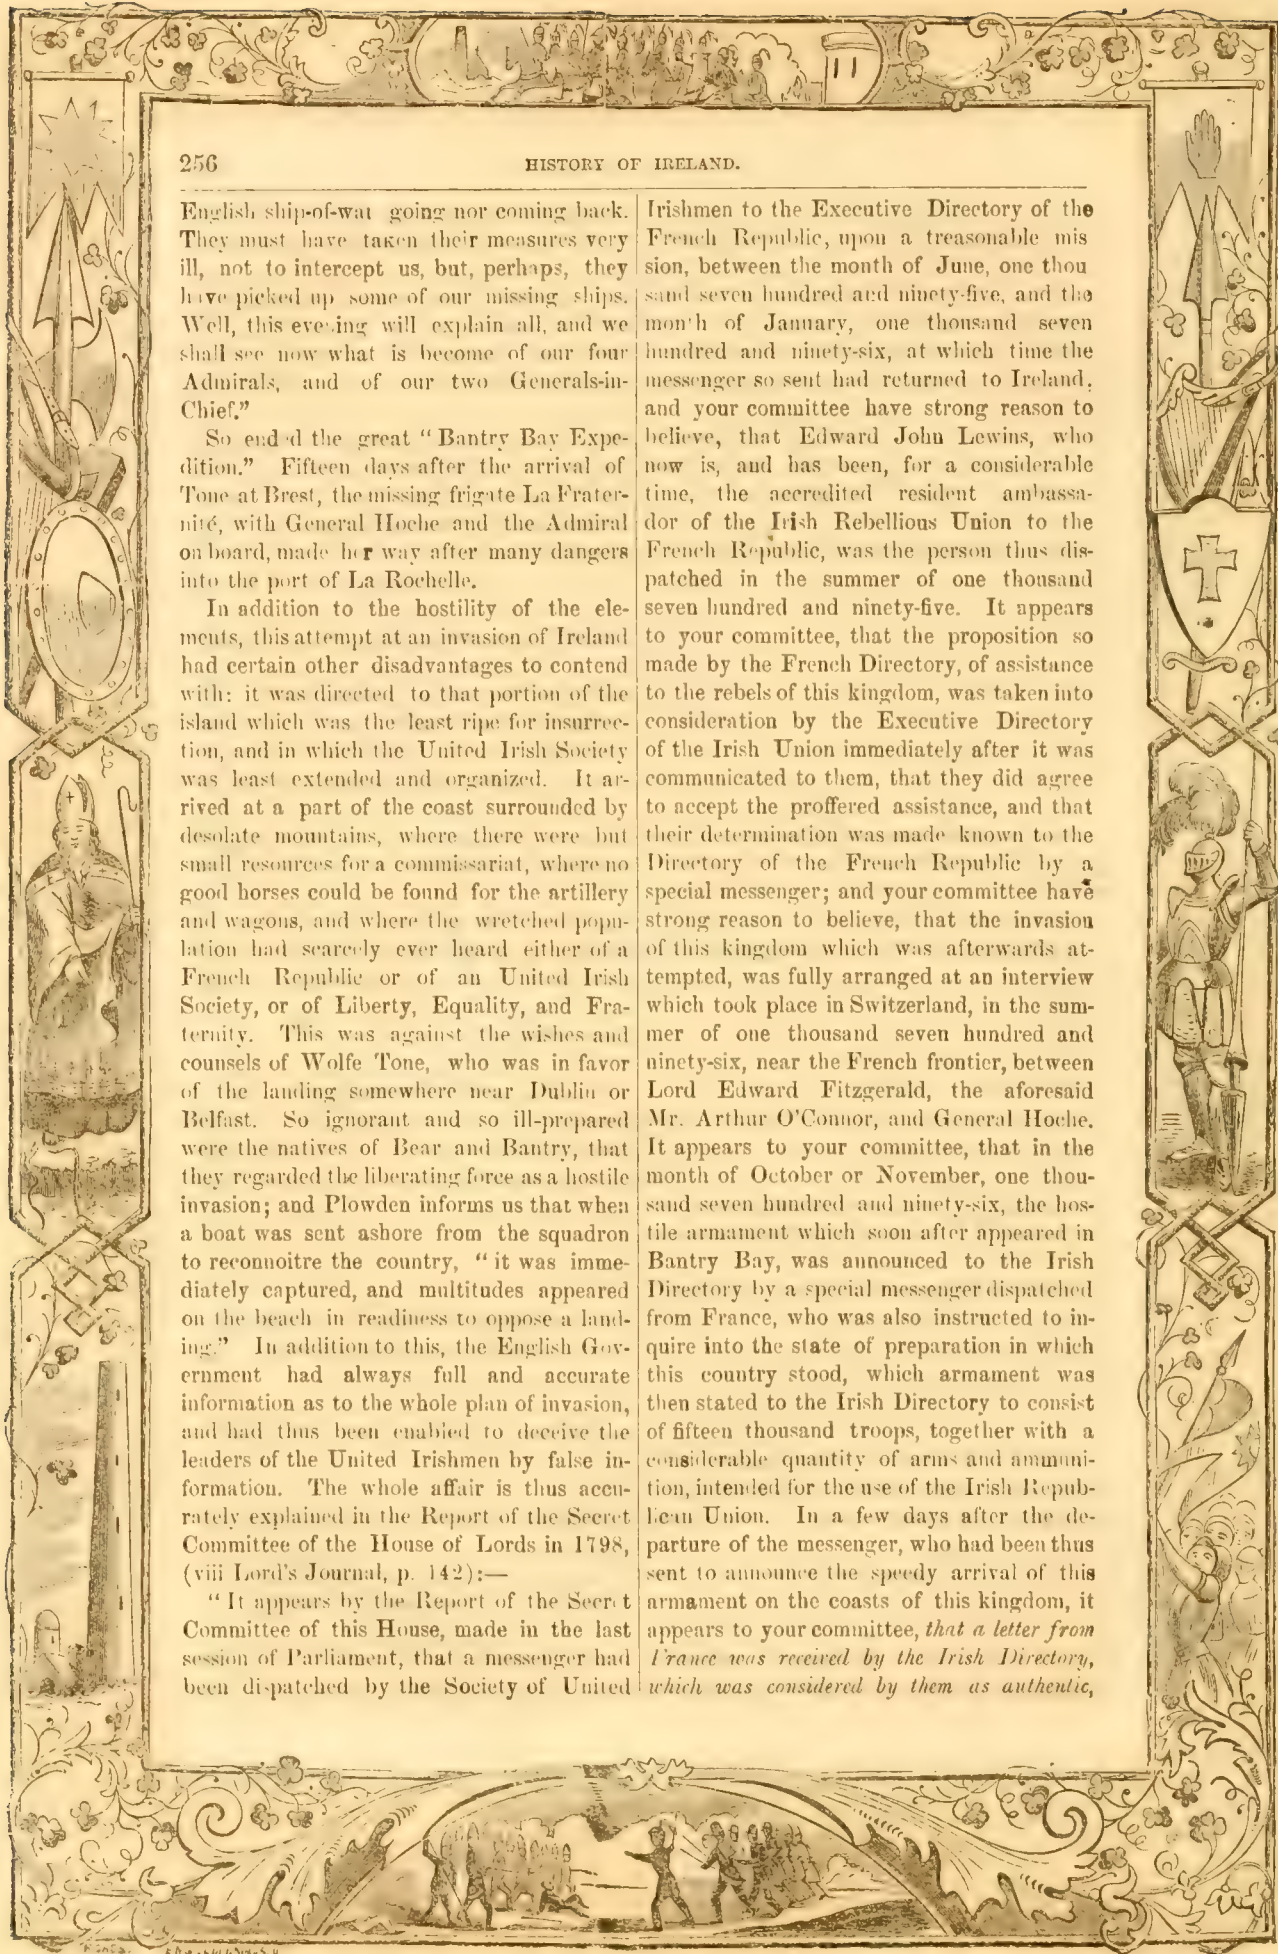 256
HISTORY OF IRELAND.
English ship-of-war going nor coming back.
They must have taken their measures very
ill, not to intercept us, but, perhaps, they
have picked up some of our missing ships.
Well, this evening will explain all, and we
shall see now what is become of our four
Admirals, and of our two Generals-in-
Chief.”
So ended the great “Bantry Bay Expe-
dition.” Fifteen days after the arrival of
Tone at Brest, the missing frigate La Frater-
nité, with General Hoche and the Admiral
on board, made her way after many dangers
into the port of La Rochelle.
In addition to the hostility of the ele-
ments, this attempt at an invasion of Ireland
had certain other disadvantages to contend
with: it was directed to that portion of the
island which was the least ripe for insurrec-
tion, and in which the United Irish Society
was least extended and organized. It ar-
rived at a part of the coast surrounded by
desolate mountains, where there were but
small resources for a commissariat, where no
good horses could be found for the artillery
and wagons, and where the wretched popu-
lation had scarcely ever heard either of a
French Republic or of an United Irish
Society, or of Liberty, Equality, and Fra-
ternity. This was against the wishes and
counsels of Wolfe Tone, who was in favor
of the landing somewhere near Dublin or
Belfast. So ignorant and so ill-prepared
were the natives of Bear and Bantry, that
they regarded the liberating force as a hostile
invasion; and Plowden informs us that when
a boat was sent ashore from the squadron
to reconnoitre the country, “it was imme-
diately captured, and multitudes appeared
on the beach in readiness to oppose a land-
ing.” In addition to this, the English Gov-
ernment had always full and accurate
information as to the whole plan of invasion,
and had thus been enabled to deceive the
leaders of the United Irishmen by false in-
formation. The whole affair is thus accu-
rately explained in the Report of the Secret
Committee of the House of Lords in 1798,
(viii Lord's Journal, p. 142):—
“It appears by the Report of the Secret
Committee of this House, made in the last
session of Parliament, that a messenger had
been dispatched by the Society of United
Irishmen to the Executive Directory of the
French Republic, upon a treasonable mis
sion, between the month of June, one thou
sand seven hundred and ninety-five, and the
month of January, one thousand seven
hundred and ninety-six, at which time the
messenger so sent had returned to Ireland;
and your committee have strong reason to
believe, that Edward John Lewins, who
now is, and has been, for a considerable
time, the accredited resident ambassa-
dor of the Irish Rebellious Union to the
French Republic, was the person thus dis-
patched in the summer of one thousand
seven hundred and ninety-five. It appears
to your committee, that the proposition so
made by the French Directory, of assistance
to the rebels of this kingdom, was taken into
consideration by the Executive Directory
of the Irish Union immediately after it was
communicated to them, that they did agree
to accept the proffered assistance, and that
their determination was made known to the
Directory of the French Republic by a
special messenger; and your committee have
strong reason to believe, that the invasion
of this kingdom which was afterwards at-
tempted, was fully arranged at an interview
which took place in Switzerland, in the sum-
mer of one thousand seven hundred and
ninety-six, near the French frontier, between
Lord Edward Fitzgerald, the aforesaid
Mr. Arthur O'Connor, and General Hoche.
It appears to your committee, that in the
month of October or November, one thou-
sand seven hundred and ninety-six, the hos-
tile armament which soon after appeared in
Bantry Bay, was announced to the Irish
Directory by a special messenger dispatched
from France, who was also instructed to in-
quire into the state of preparation in which
this country stood, which armament was
then stated to the Irish Directory to consist
of fifteen thousand troops, together with a
considerable quantity of arms and ammuni-
tion, intended for the use of the Irish Repub-
lican Union. In a few days after the de-
parture of the messenger, who had been thus
sent to announce the speedy arrival of this
armament on the coasts of this kingdom, it
appears to your committee, that a letter from
France was received by the Irish Directory,
which was considered by them as authentic,